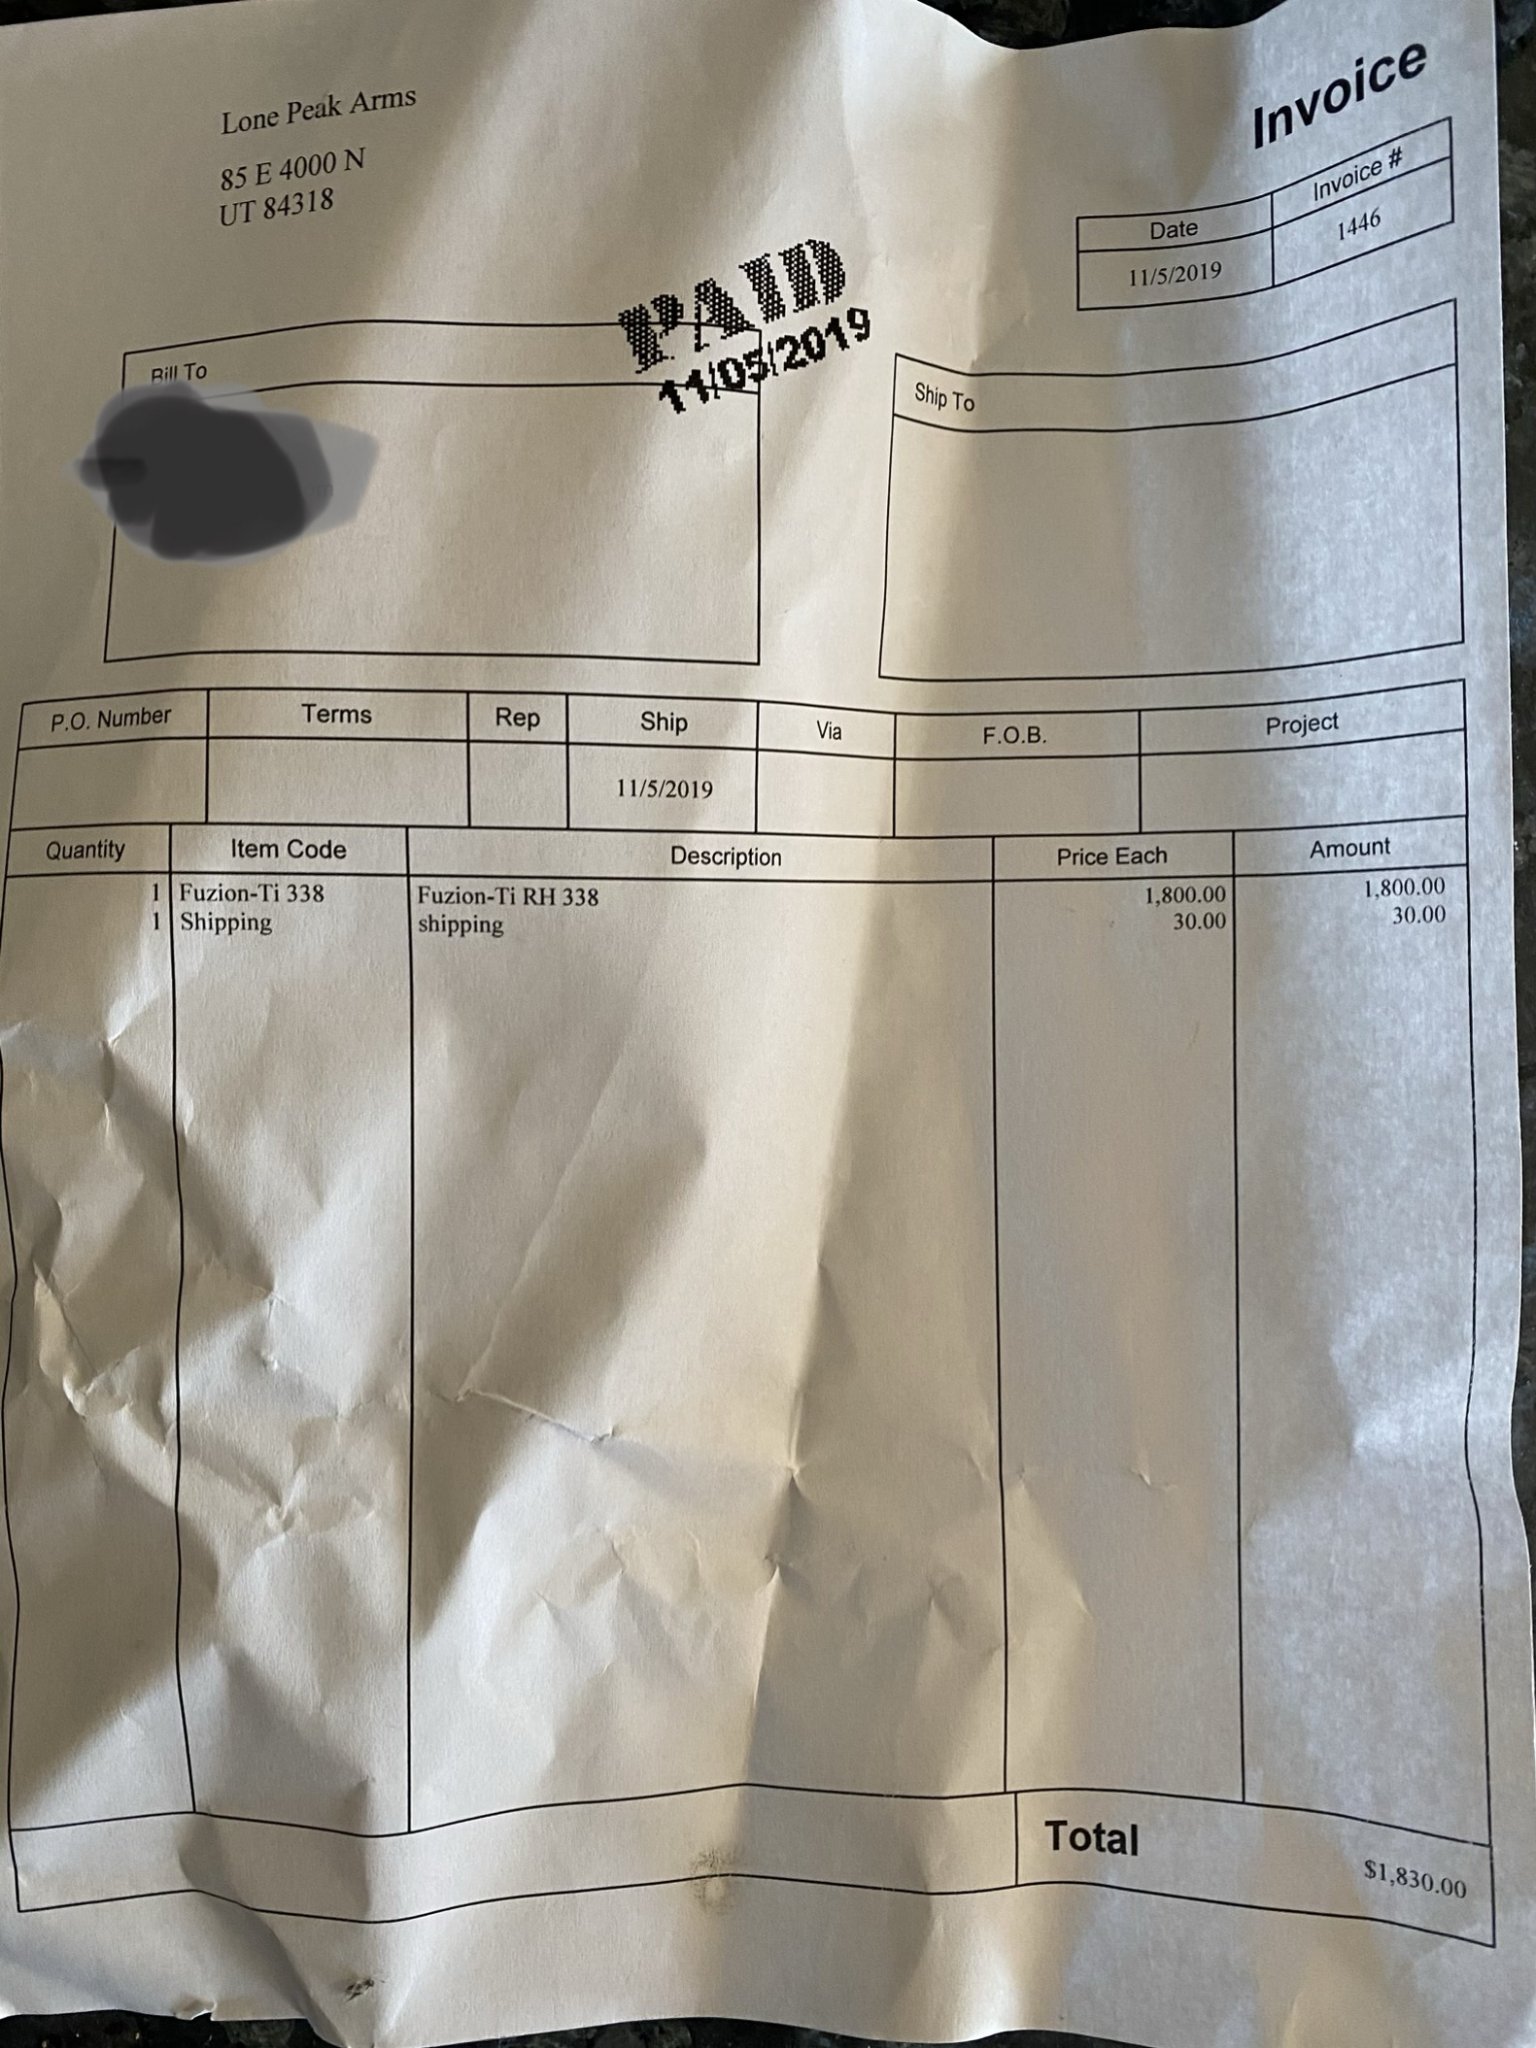 Lone Peak Arms
85 E 4000 N
UT 84318
Invoice
Date
Invoice #
11/5/2019
1446
PAID
11/05/2019
Bill To
Ship To
P.O. Number
Terms
Rep
Ship
Via
F.O.B.
Project
11/5/2019
Quantity
Item Code
Description
Price Each
Amount
1 Fuzion-Ti 338 Fuzion-Ti RH 338 1,800.00 1,800.00
1 Shipping shipping 30.00 30.00
Total $1,830.00